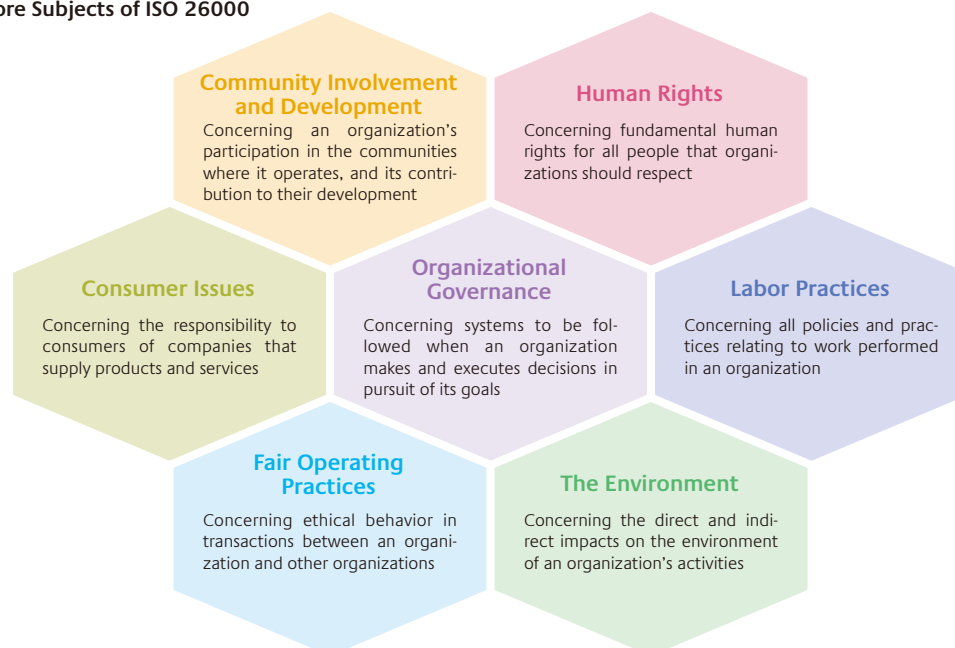 ore Subjects of ISO 26000
Community Involvement
and Development
Concerning an organization's
participation in the communities
where it operates, and its contri-
bution to their development
Human Rights
Concerning fundamental human
rights for all people that organi-
zations should respect
Consumer Issues
Concerning the responsibility to
consumers of companies that
supply products and services
Organizational
Governance
Concerning systems to be fol-
lowed when an organization
makes and executes decisions in
pursuit of its goals
Labor Practices
Concerning all policies and prac-
tices relating to work performed
in an organization
Fair Operating
Practices
Concerning ethical behavior in
transactions between an organi-
zation and other organizations
The Environment
Concerning the direct and indi-
rect impacts on the environment
of an organization's activities